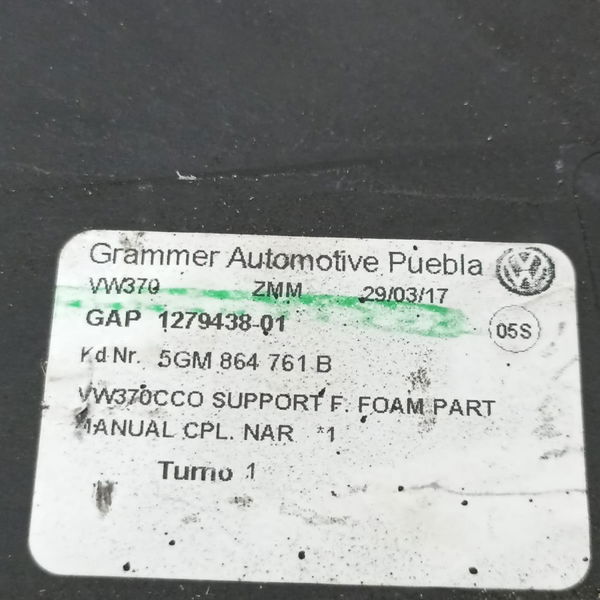 Grammer Automotive Puebla
VW370 ZMM 29/03/17
GAP 1279438-01
05S
Kd Nr. 5GM 864 761 B
VW370CCO SUPPORT F. FOAM PART
MANUAL CPL. NAR *1
Turno 1